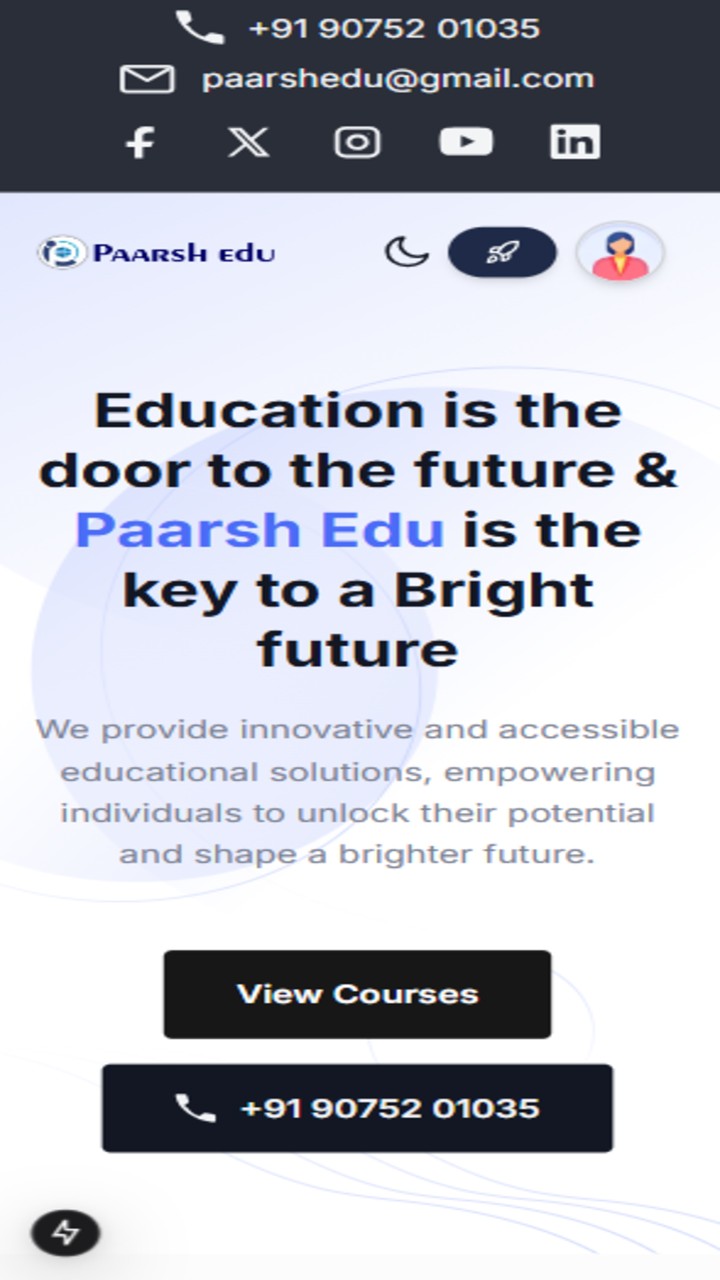 +91 90752 01035
paarshedu@gmail.com
PAARSh EdU
Education is the
door to the future &
Paarsh Edu is the
key to a Bright
future
We provide innovative and accessible
educational solutions, empowering
individuals to unlock their potential
and shape a brighter future.
View Courses
+91 90752 01035